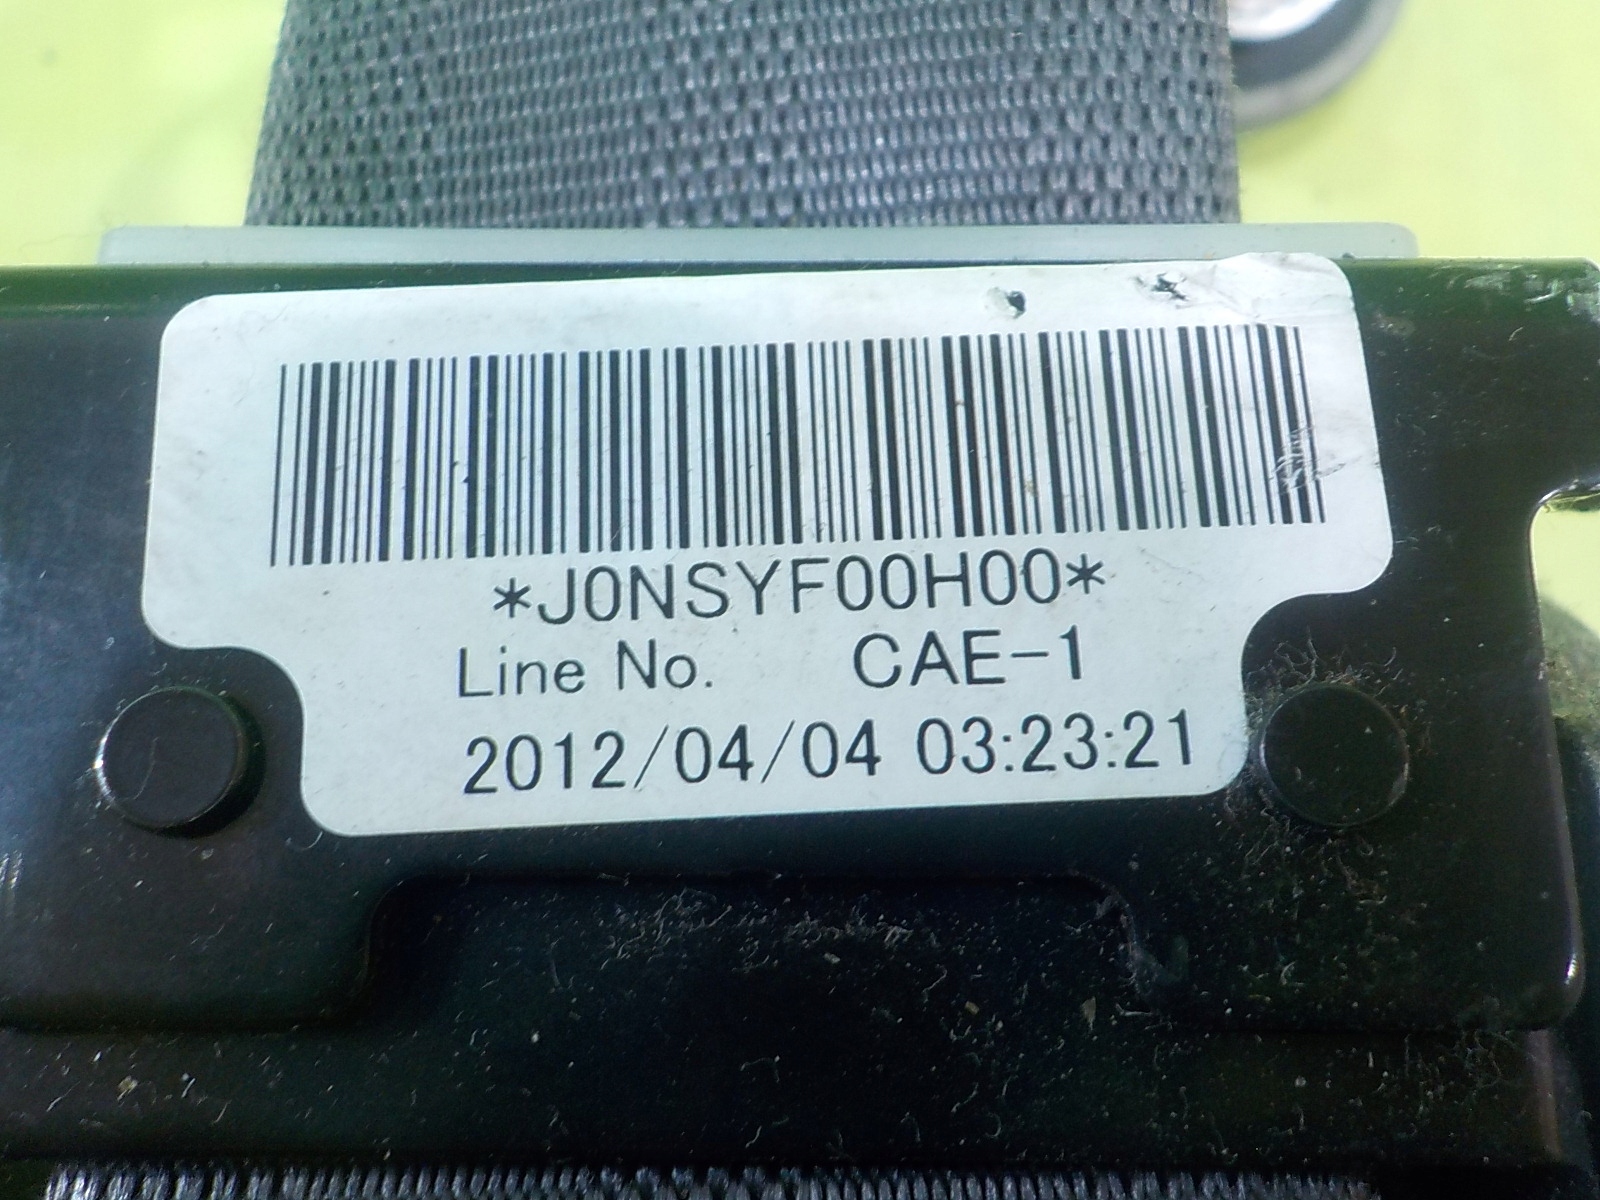 *J0NSYF00H00*
Line No. CAE-1
2012/04/04 03:23:21